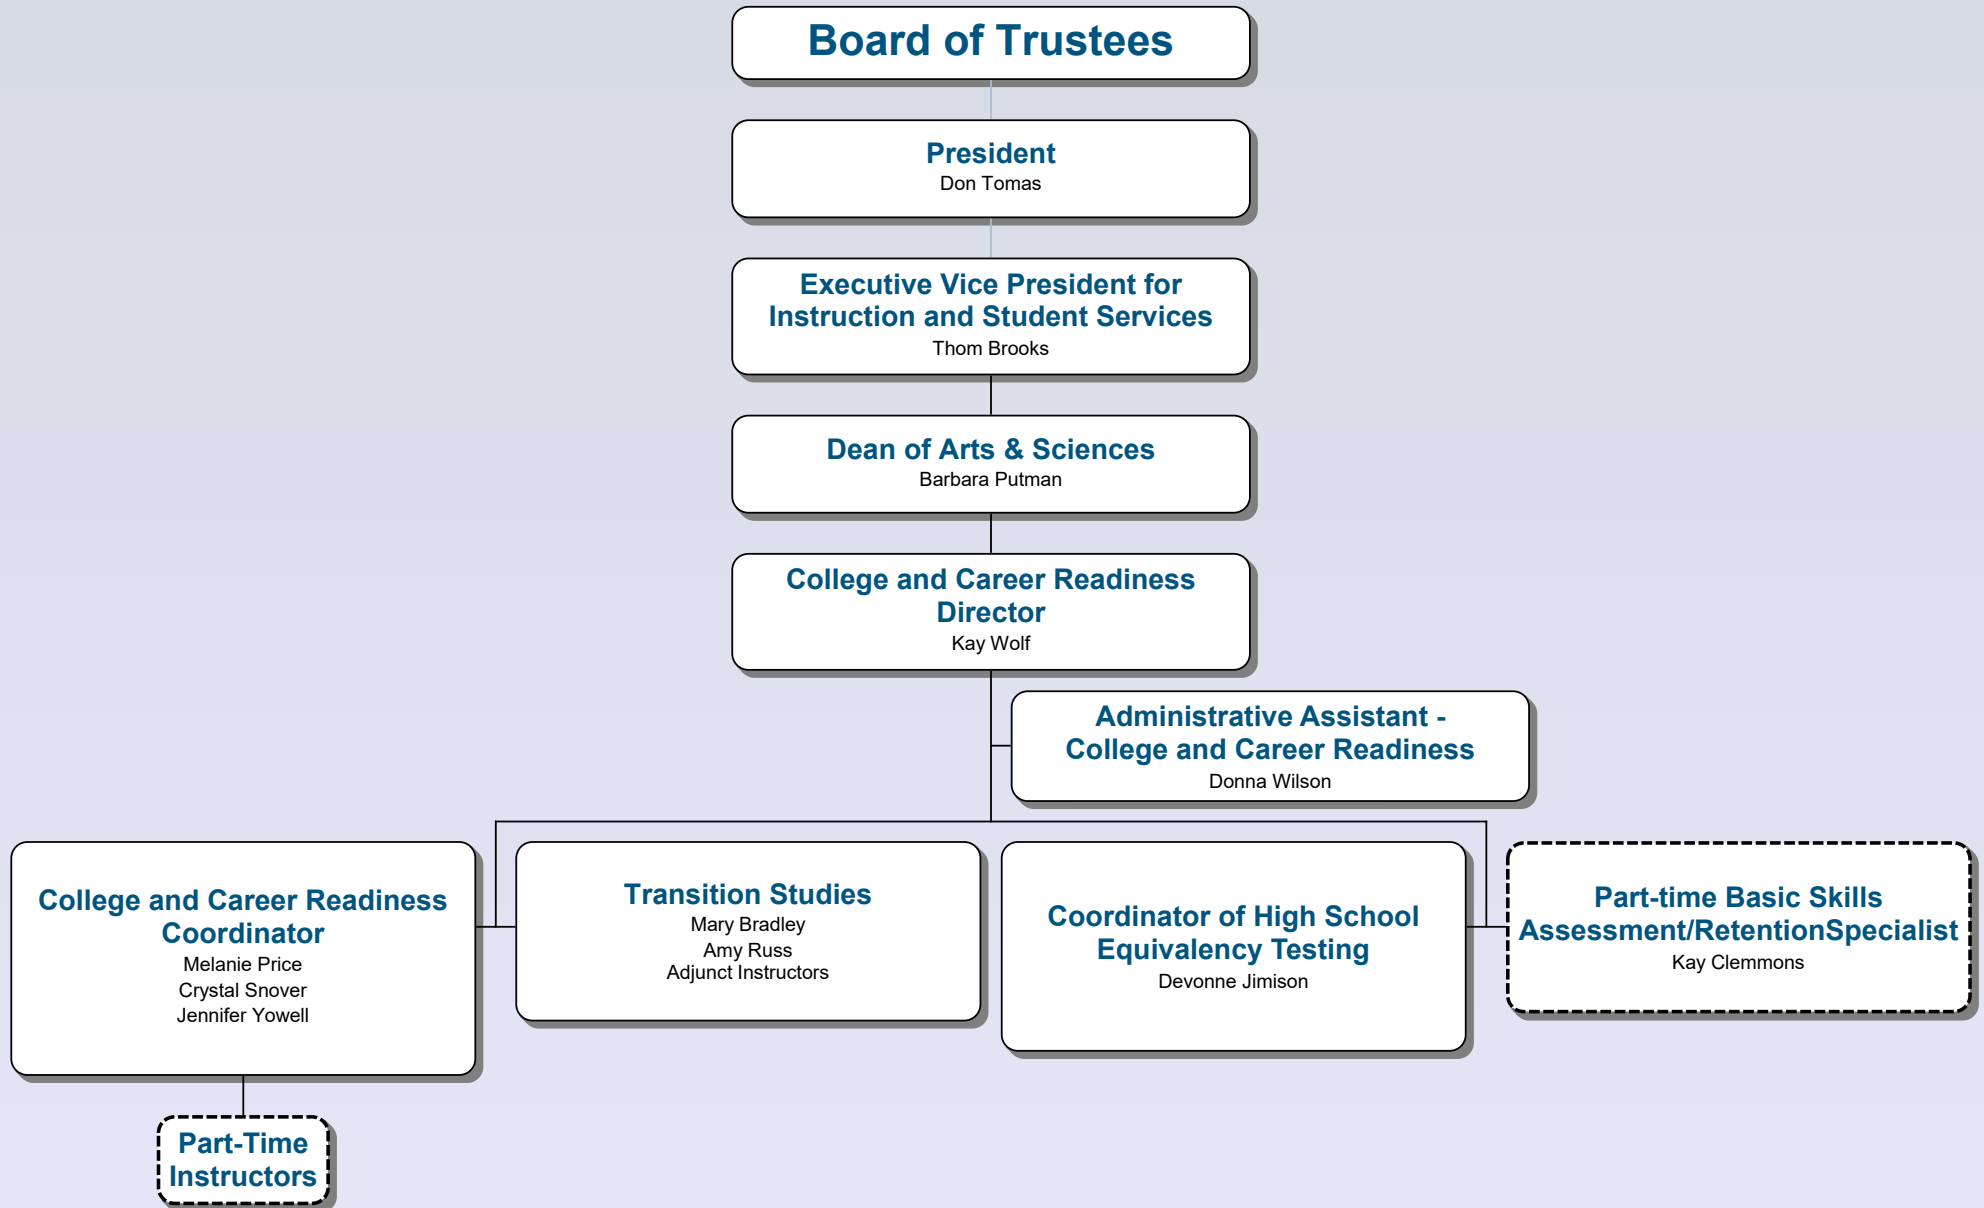 Board of Trustees
President
Don Tomas
Executive Vice President for
Instruction and Student Services
Thom Brooks
Dean of Arts & Sciences
Barbara Putman
College and Career Readiness
Director
Kay Wolf
Administrative Assistant -
College and Career Readiness
Donna Wilson
College and Career Readiness
Coordinator
Melanie Price
Crystal Snover
Jennifer Yowell
Transition Studies
Mary Bradley
Amy Russ
Adjunct Instructors
Coordinator of High School
Equivalency Testing
Devonne Jimison
Part-time Basic Skills
Assessment/RetentionSpecialist
Kay Clemmons
Part-Time
Instructors